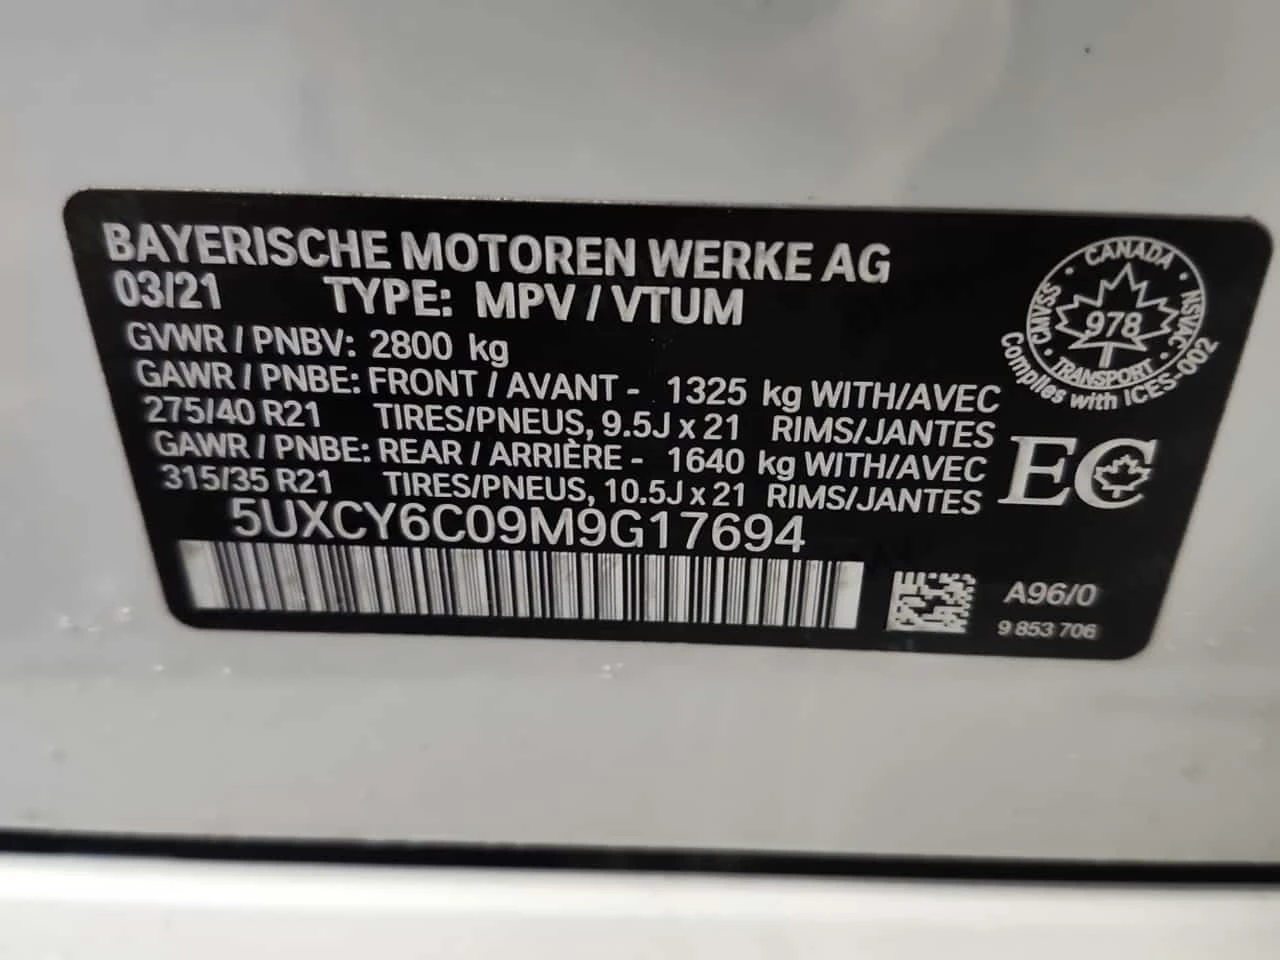 BAYERISCHE MOTOREN WERKE AG
03/21 TYPE: MPV / VTUM
GVWR / PNBV: 2800 kg
GAWR / PNBE: FRONT / AVANT - 1325 kg WITH/AVEC
275/40 R21 TIRES/PNEUS, 9.5J x 21 RIMS/JANTES
GAWR / PNBE: REAR / ARRIÈRE - 1640 kg WITH/AVEC
315/35 R21 TIRES/PNEUS, 10.5J x 21 RIMS/JANTES
5UXCY6C09M9G17694
CANADA
CMVSS
978
NSVAC
TRANSPORT
Complies with ICES-002
EC
A96/0
9 853 706